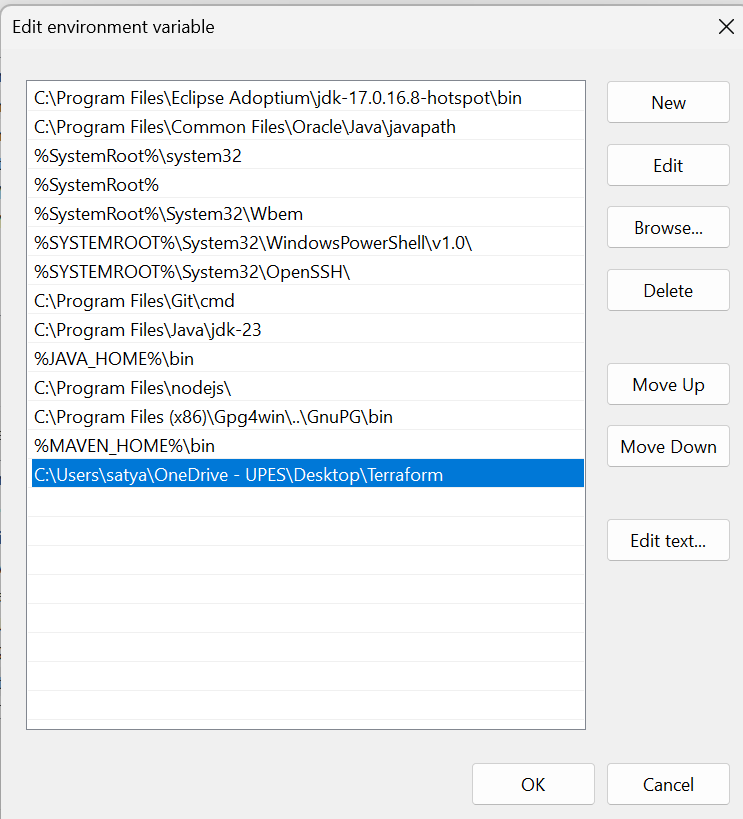 Edit environment variable
C:\Program Files\Eclipse Adoptium\jdk-17.0.16.8-hotspot\bin
C:\Program Files\Common Files\Oracle\Java\javapath
%SystemRoot%\system32
%SystemRoot%
%SystemRoot%\System32\Wbem
%SYSTEMROOT%\System32\WindowsPowerShell\v1.0\
%SYSTEMROOT%\System32\OpenSSH\
C:\Program Files\Git\cmd
C:\Program Files\Java\jdk-23
%JAVA_HOME%\bin
C:\Program Files\nodejs\
C:\Program Files (x86)\Gpg4win\..\GnuPG\bin
%MAVEN_HOME%\bin
C:\Users\satya\OneDrive - UPES\Desktop\Terraform
New
Edit
Browse...
Delete
Move Up
Move Down
Edit text...
OK
Cancel